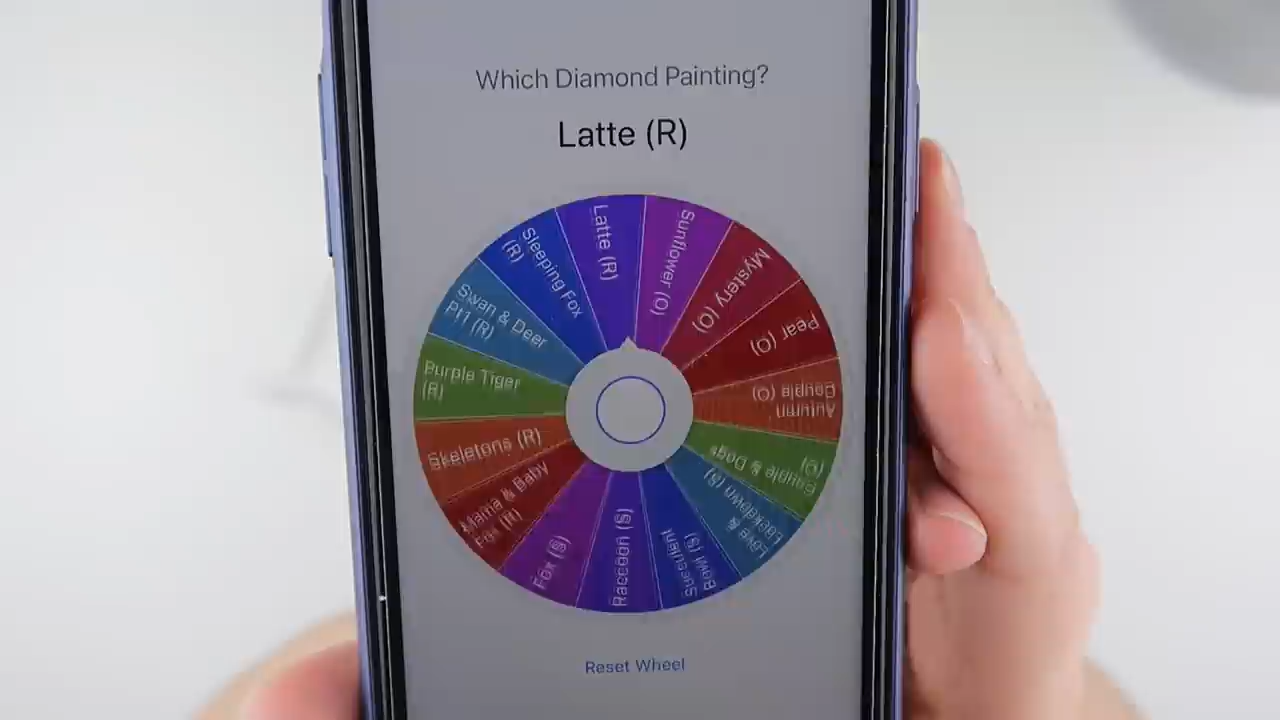 Which Diamond Painting?
Latte (R)
Latte (R)
Sunflower (O)
Mystery (O)
Pear (O)
Autumn
Couple (O)
Couple & Dogs
(O)
Love &
Lockdown (S)
Succulent
Bowl (S)
Raccoon (S)
Fox (S)
Mama & Baby
Fox (R)
Skeletons (R)
Purple Tiger
(R)
Swan & Deer
Pt1 (R)
Sleeping Fox
(R)
Reset Wheel